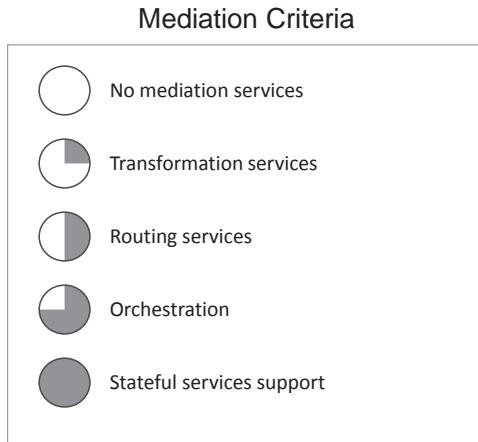 Mediation Criteria
No mediation services
Transformation services
Routing services
Orchestration
Stateful services support